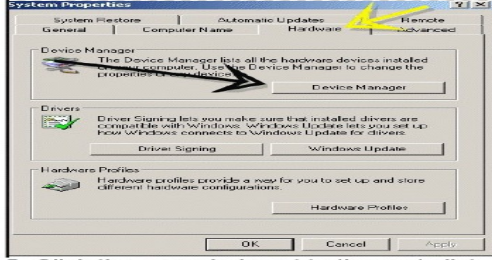 System Properties
System Restore Automatic Updates Remote
General Computer Name Hardware Advanced
Device Manager
The Device Manager lists all the hardware devices installed
computer. Use the Device Manager to change the
properties device
Device Manager
Drivers
Driver Signing lets you make sure that installed drivers are
compatible with Windows. Windows Update lets you set up
how Windows connects to Windows Update for drivers.
Driver Signing Windows Update
Hardware Profiles
Hardware profiles provide a way for you to set up and store
different hardware configurations.
Hardware Profiles
OK Cancel Apply